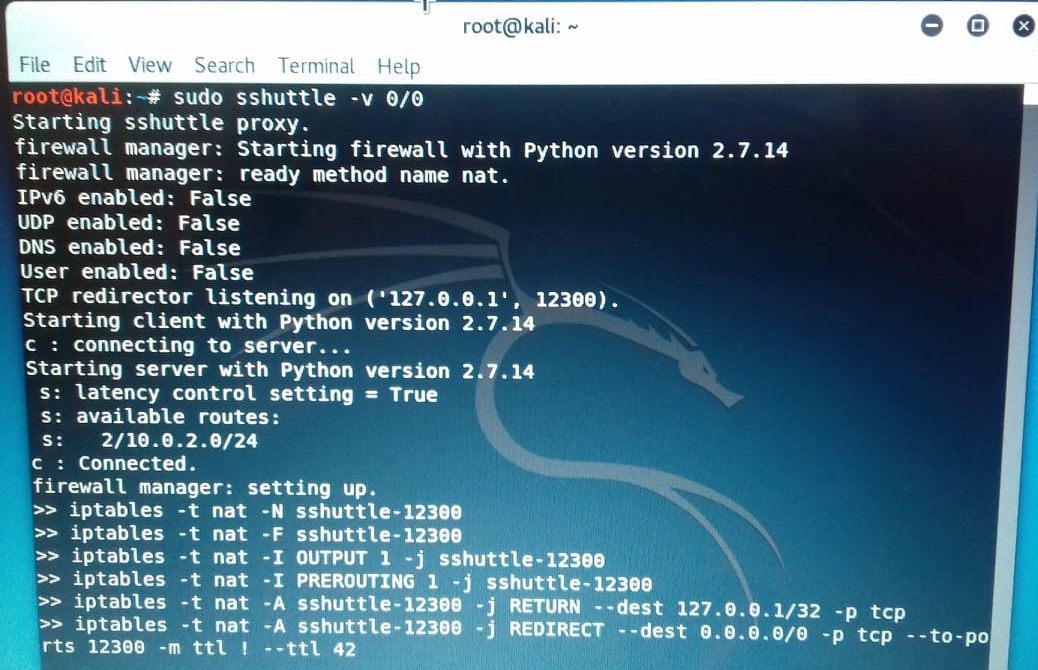 root@kali: ~
File Edit View Search Terminal Help
root@kali:~# sudo sshuttle -v 0/0
Starting sshuttle proxy.
firewall manager: Starting firewall with Python version 2.7.14
firewall manager: ready method name nat.
IPv6 enabled: False
UDP enabled: False
DNS enabled: False
User enabled: False
TCP redirector listening on ('127.0.0.1', 12300).
Starting client with Python version 2.7.14
c : connecting to server...
Starting server with Python version 2.7.14
 s: latency control setting = True
 s: available routes:
 s:   2/10.0.2.0/24
c : Connected.
firewall manager: setting up.
>> iptables -t nat -N sshuttle-12300
>> iptables -t nat -F sshuttle-12300
>> iptables -t nat -I OUTPUT 1 -j sshuttle-12300
>> iptables -t nat -I PREROUTING 1 -j sshuttle-12300
>> iptables -t nat -A sshuttle-12300 -j RETURN --dest 127.0.0.1/32 -p tcp
>> iptables -t nat -A sshuttle-12300 -j REDIRECT --dest 0.0.0.0/0 -p tcp --to-po
rts 12300 -m ttl ! --ttl 42